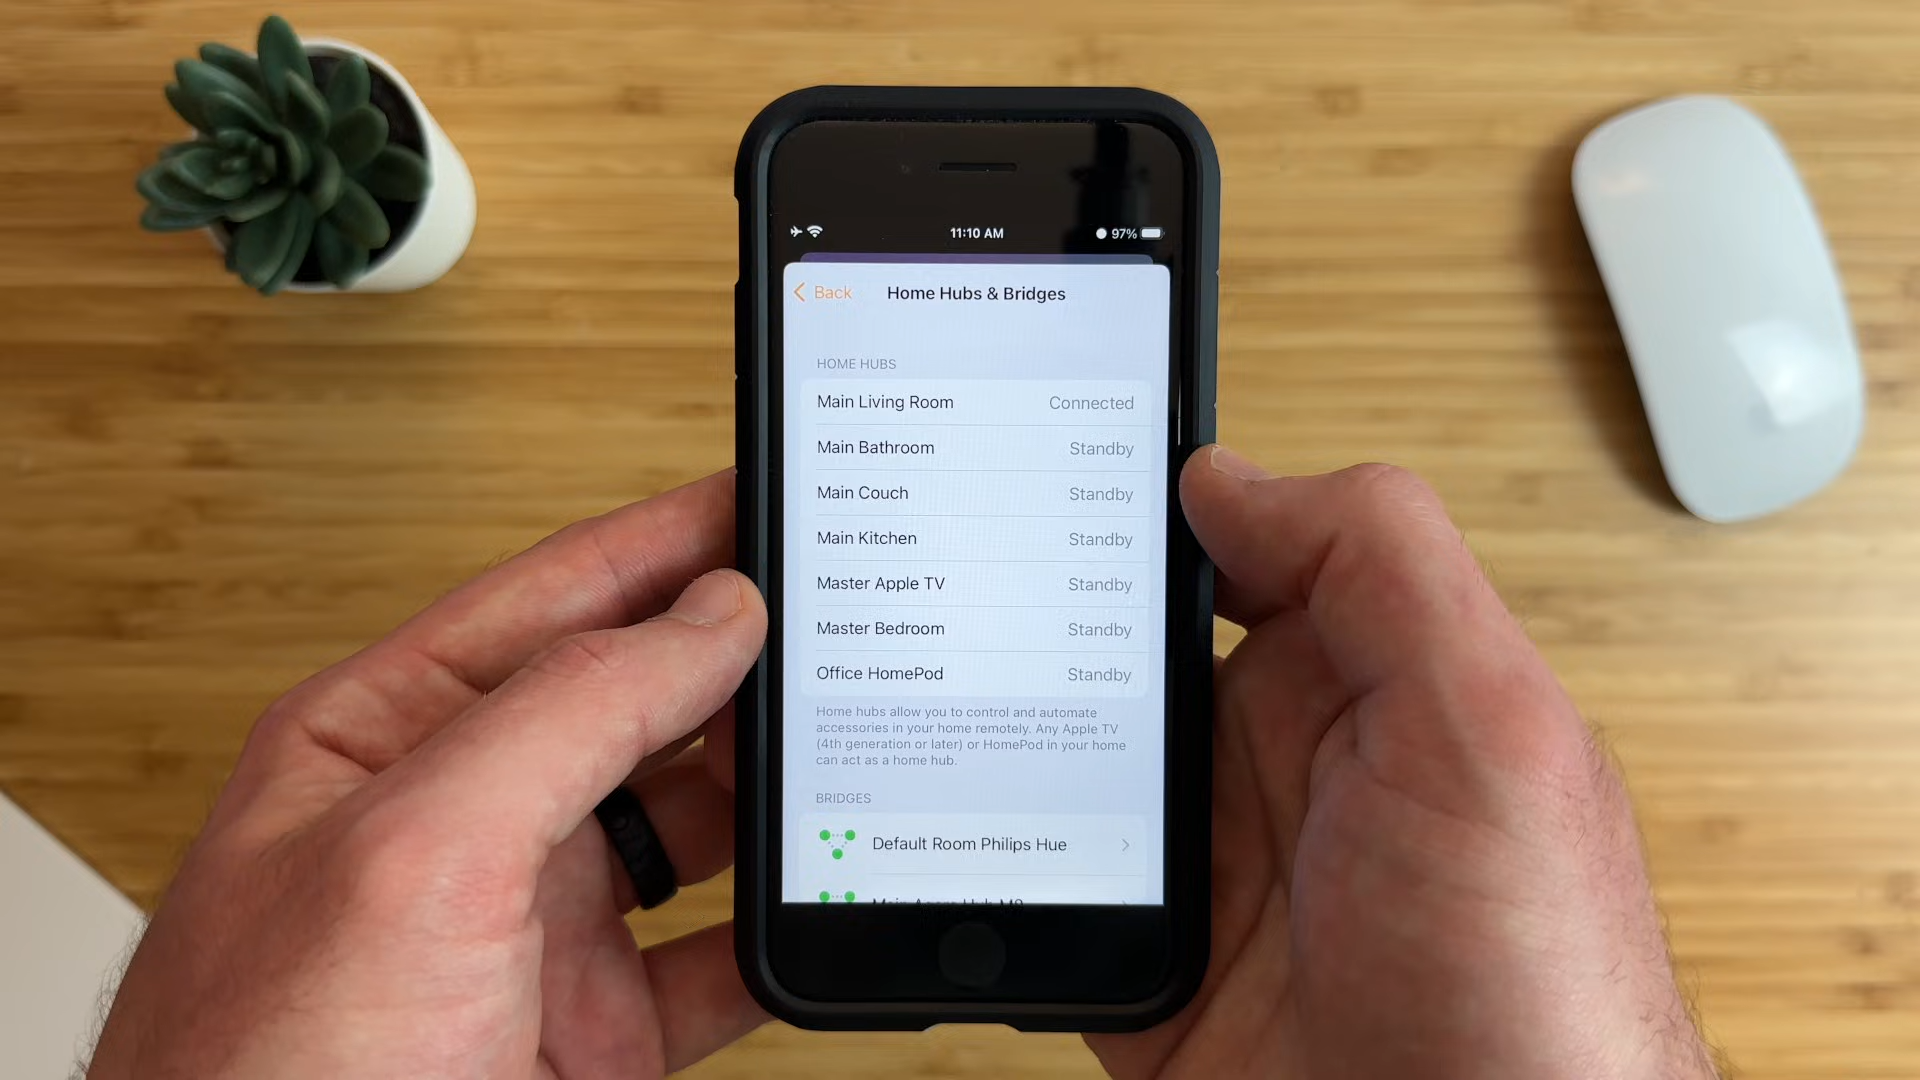 11:10 AM
97%
Back
Home Hubs & Bridges
HOME HUBS
Main Living Room Connected
Main Bathroom Standby
Main Couch Standby
Main Kitchen Standby
Master Apple TV Standby
Master Bedroom Standby
Office HomePod Standby
Home hubs allow you to control and automate
accessories in your home remotely. Any Apple TV
(4th generation or later) or HomePod in your home
can act as a home hub.
BRIDGES
Default Room Philips Hue
Main Aqara Hub